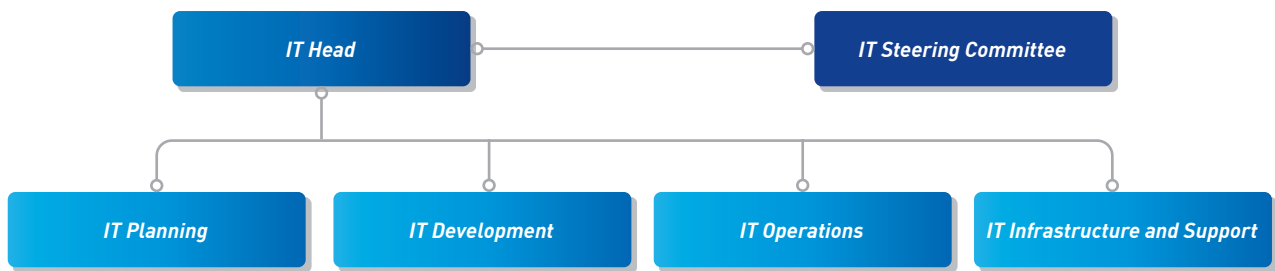 IT Head
IT Steering Committee
IT Planning
IT Development
IT Operations
IT Infrastructure and Support